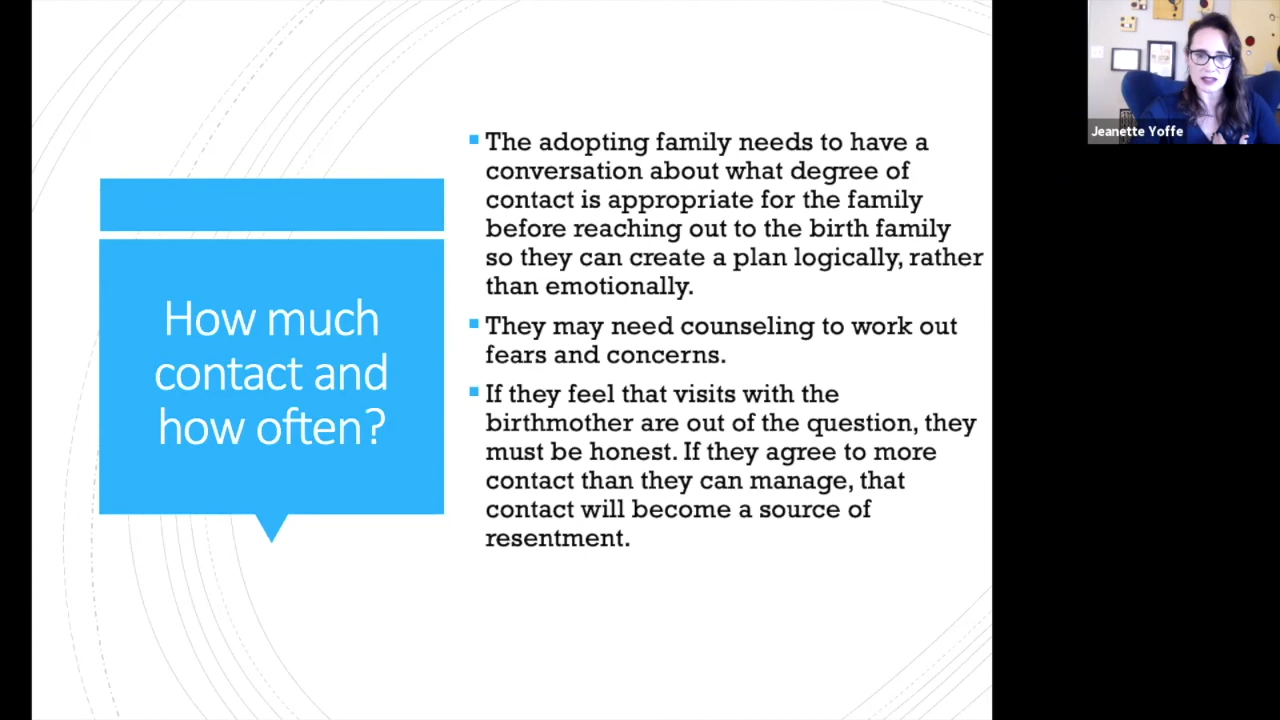 How much
contact and
how often?
The adopting family needs to have a
conversation about what degree of
contact is appropriate for the family
before reaching out to the birth family
so they can create a plan logically, rather
than emotionally.
They may need counseling to work out
fears and concerns.
If they feel that visits with the
birthmother are out of the question, they
must be honest. If they agree to more
contact than they can manage, that
contact will become a source of
resentment.
Jeanette Yoffe